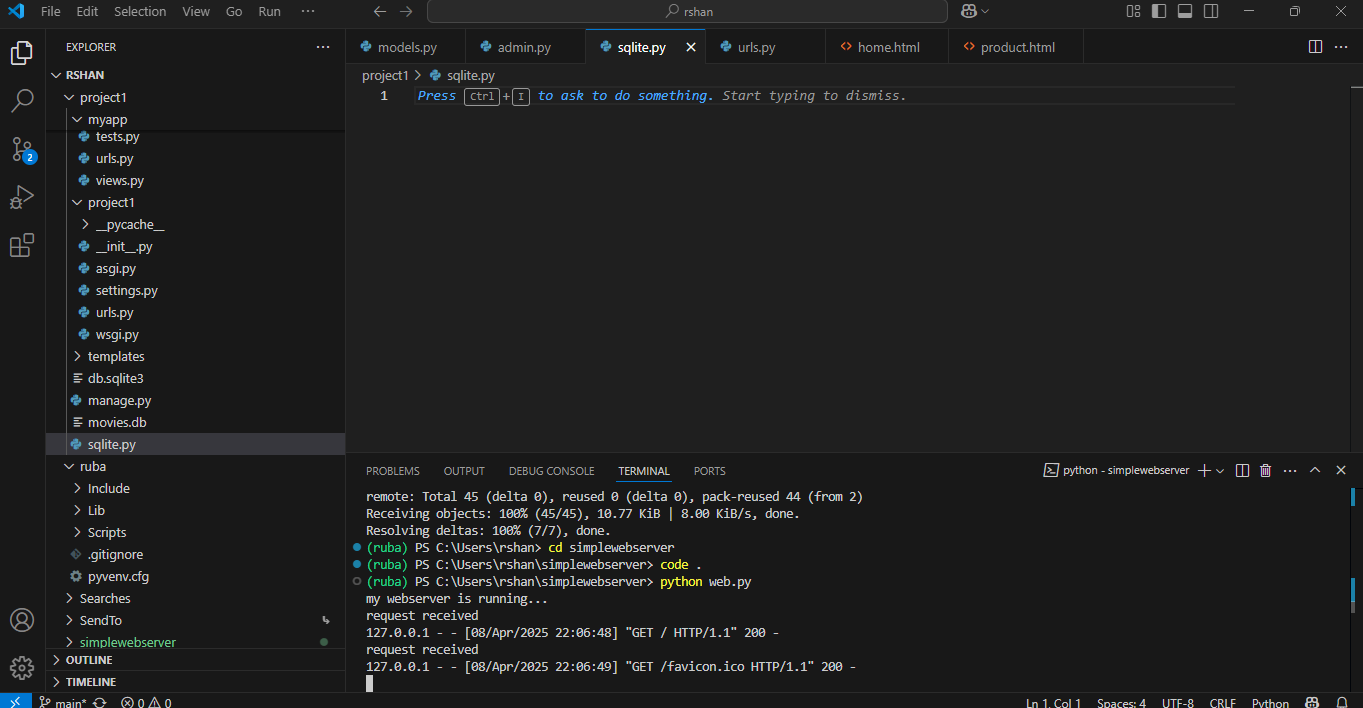 File Edit Selection View Go Run ··· rshan
EXPLORER ···
RSHAN
project1
myapp
tests.py
urls.py
views.py
project1
__pycache__
__init__.py
asgi.py
settings.py
urls.py
wsgi.py
templates
db.sqlite3
manage.py
movies.db
sqlite.py
ruba
Include
Lib
Scripts
.gitignore
pyvenv.cfg
Searches
SendTo
simplewebserver
OUTLINE
TIMELINE
2
models.py admin.py sqlite.py urls.py home.html product.html
project1 > sqlite.py
1 Press Ctrl+I to ask to do something. Start typing to dismiss.
PROBLEMS OUTPUT DEBUG CONSOLE TERMINAL PORTS python - simplewebserver
remote: Total 45 (delta 0), reused 0 (delta 0), pack-reused 44 (from 2)
Receiving objects: 100% (45/45), 10.77 KiB | 8.00 KiB/s, done.
Resolving deltas: 100% (7/7), done.
(ruba) PS C:\Users\rshan> cd simplewebserver
(ruba) PS C:\Users\rshan\simplewebserver> code .
(ruba) PS C:\Users\rshan\simplewebserver> python web.py
my webserver is running...
request received
127.0.0.1 - - [08/Apr/2025 22:06:48] "GET / HTTP/1.1" 200 -
request received
127.0.0.1 - - [08/Apr/2025 22:06:49] "GET /favicon.ico HTTP/1.1" 200 -
main* 0 0 Ln 1, Col 1 Spaces: 4 UTF-8 CRLF Python